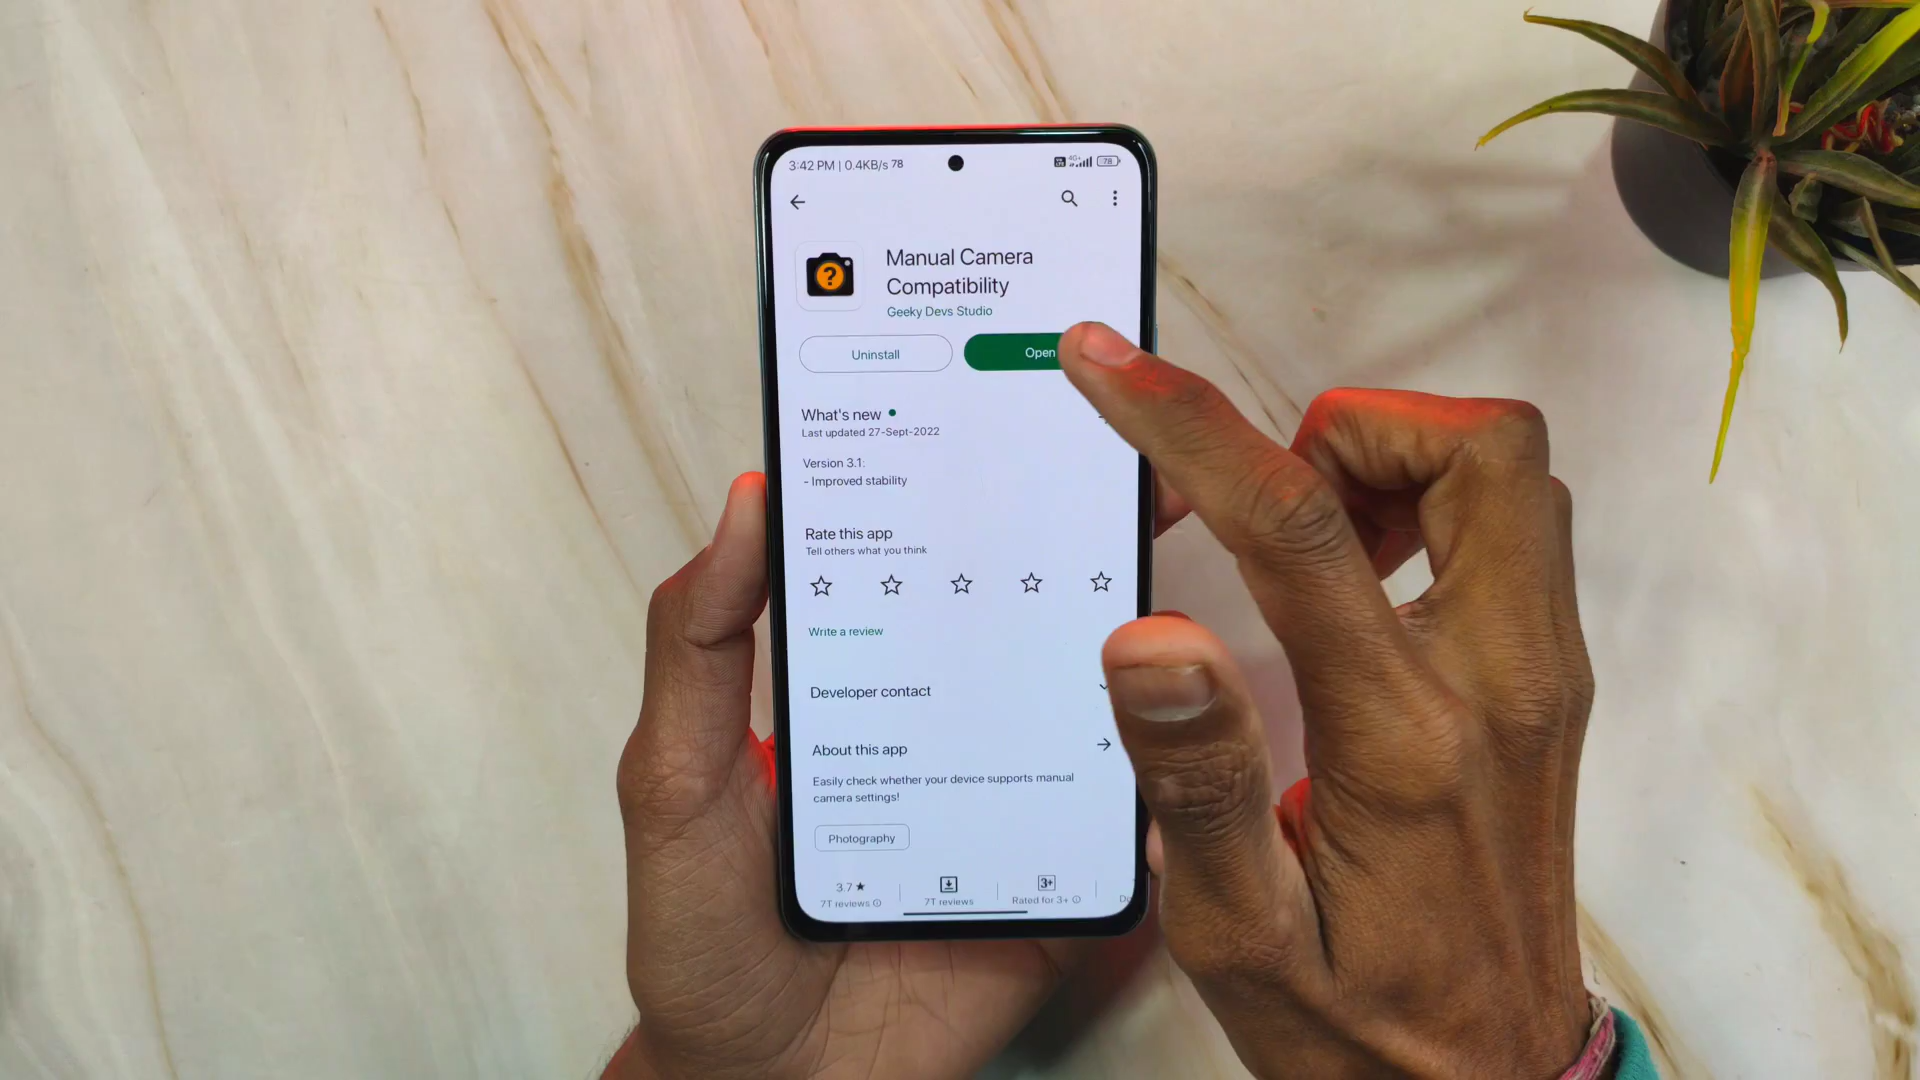 3:42 PM | 0.4KB/s 78
4G+
78
?
Manual Camera
Compatibility
Geeky Devs Studio
Uninstall
Open
What's new
Last updated 27-Sept-2022
Version 3.1:
- Improved stability
Rate this app
Tell others what you think
Write a review
Developer contact
About this app
Easily check whether your device supports manual
camera settings!
Photography
3.7 ★
3+
7T reviews
7T reviews
Rated for 3+
Do